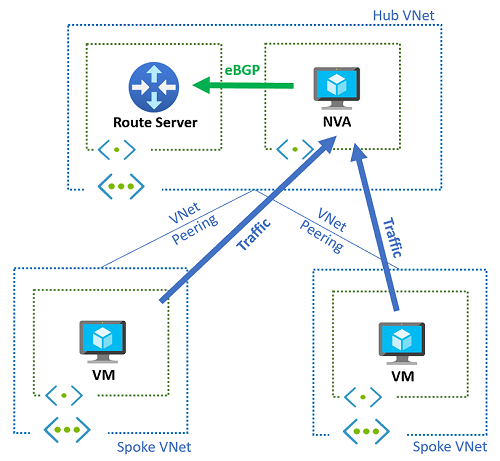 Hub VNet
eBGP
Route Server
NVA
VNet
Peering
Traffic
VNet
Peering
Traffic
VM
VM
Spoke VNet
Spoke VNet